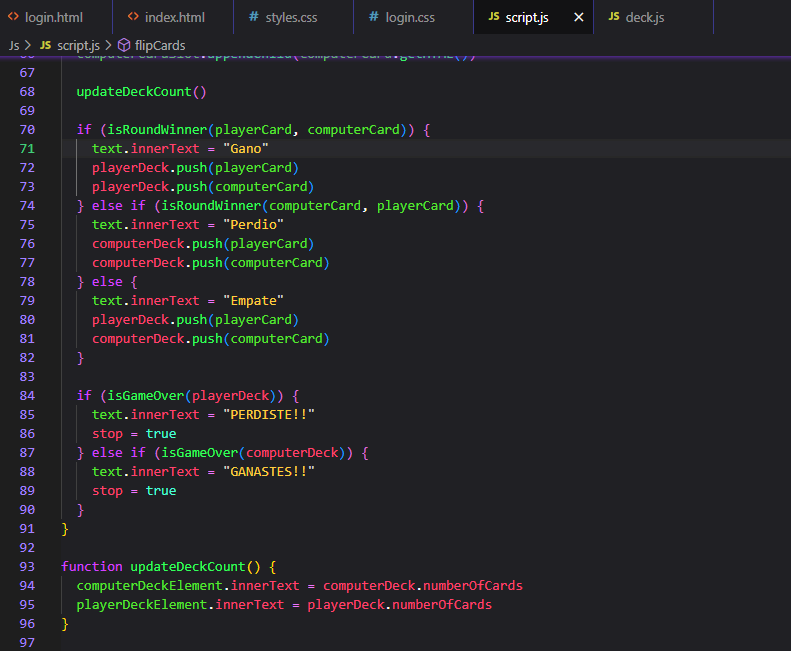 <> login.html <> index.html # styles.css # login.css JS script.js × JS deck.js
Js > JS script.js > flipCards
67
68 updateDeckCount()
69
70 if (isRoundWinner(playerCard, computerCard)) {
71 text.innerText = "Gano"
72 playerDeck.push(playerCard)
73 playerDeck.push(computerCard)
74 } else if (isRoundWinner(computerCard, playerCard)) {
75 text.innerText = "Perdio"
76 computerDeck.push(playerCard)
77 computerDeck.push(computerCard)
78 } else {
79 text.innerText = "Empate"
80 playerDeck.push(playerCard)
81 computerDeck.push(computerCard)
82 }
83
84 if (isGameOver(playerDeck)) {
85 text.innerText = "PERDISTE!!"
86 stop = true
87 } else if (isGameOver(computerDeck)) {
88 text.innerText = "GANASTES!!"
89 stop = true
90 }
91 }
92
93 function updateDeckCount() {
94 computerDeckElement.innerText = computerDeck.numberOfCards
95 playerDeckElement.innerText = playerDeck.numberOfCards
96 }
97